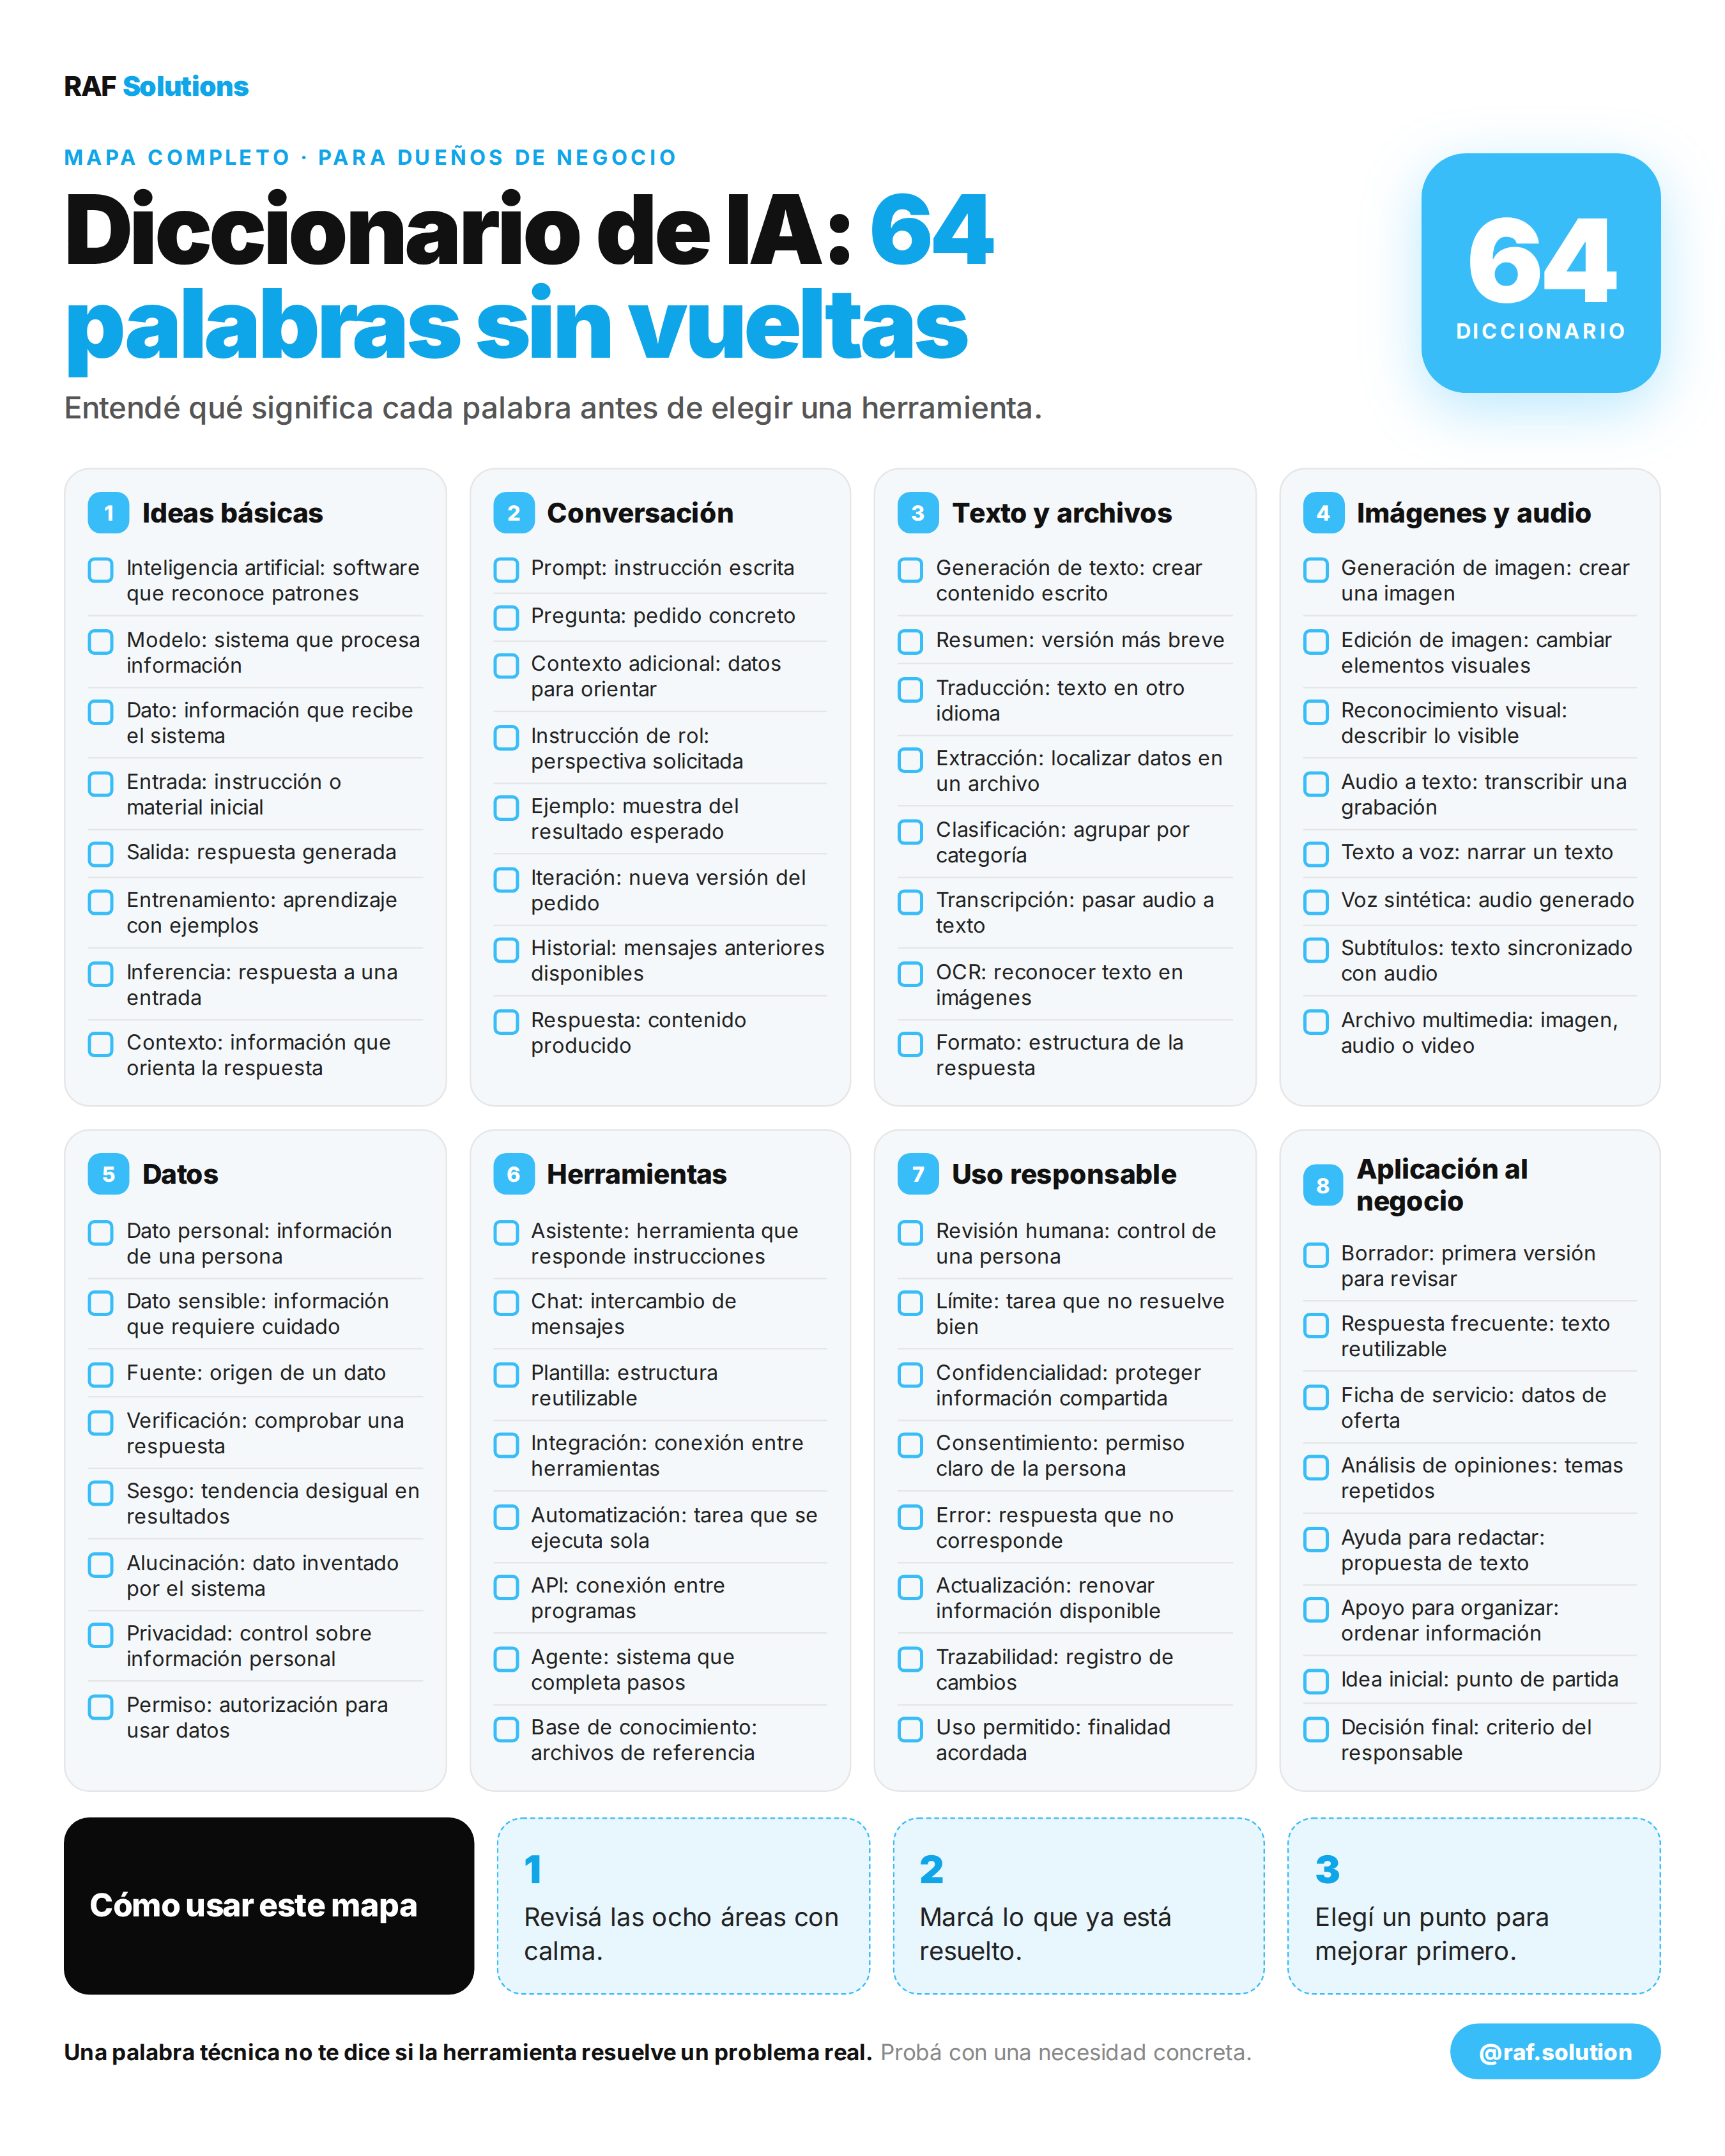 RAF Solutions
MAPA COMPLETO · PARA DUEÑOS DE NEGOCIO
Diccionario de IA: 64
palabras sin vueltas
Entendé qué significa cada palabra antes de elegir una herramienta.
64
DICCIONARIO
1 Ideas básicas
Inteligencia artificial: software
que reconoce patrones
Modelo: sistema que procesa
información
Dato: información que recibe
el sistema
Entrada: instrucción o
material inicial
Salida: respuesta generada
Entrenamiento: aprendizaje
con ejemplos
Inferencia: respuesta a una
entrada
Contexto: información que
orienta la respuesta
2 Conversación
Prompt: instrucción escrita
Pregunta: pedido concreto
Contexto adicional: datos
para orientar
Instrucción de rol:
perspectiva solicitada
Ejemplo: muestra del
resultado esperado
Iteración: nueva versión del
pedido
Historial: mensajes anteriores
disponibles
Respuesta: contenido
producido
3 Texto y archivos
Generación de texto: crear
contenido escrito
Resumen: versión más breve
Traducción: texto en otro
idioma
Extracción: localizar datos en
un archivo
Clasificación: agrupar por
categoría
Transcripción: pasar audio a
texto
OCR: reconocer texto en
imágenes
Formato: estructura de la
respuesta
4 Imágenes y audio
Generación de imagen: crear
una imagen
Edición de imagen: cambiar
elementos visuales
Reconocimiento visual:
describir lo visible
Audio a texto: transcribir una
grabación
Texto a voz: narrar un texto
Voz sintética: audio generado
Subtítulos: texto sincronizado
con audio
Archivo multimedia: imagen,
audio o video
5 Datos
Dato personal: información
de una persona
Dato sensible: información
que requiere cuidado
Fuente: origen de un dato
Verificación: comprobar una
respuesta
Sesgo: tendencia desigual en
resultados
Alucinación: dato inventado
por el sistema
Privacidad: control sobre
información personal
Permiso: autorización para
usar datos
6 Herramientas
Asistente: herramienta que
responde instrucciones
Chat: intercambio de
mensajes
Plantilla: estructura
reutilizable
Integración: conexión entre
herramientas
Automatización: tarea que se
ejecuta sola
API: conexión entre
programas
Agente: sistema que
completa pasos
Base de conocimiento:
archivos de referencia
7 Uso responsable
Revisión humana: control de
una persona
Límite: tarea que no resuelve
bien
Confidencialidad: proteger
información compartida
Consentimiento: permiso
claro de la persona
Error: respuesta que no
corresponde
Actualización: renovar
información disponible
Trazabilidad: registro de
cambios
Uso permitido: finalidad
acordada
8 Aplicación al
negocio
Borrador: primera versión
para revisar
Respuesta frecuente: texto
reutilizable
Ficha de servicio: datos de
oferta
Análisis de opiniones: temas
repetidos
Ayuda para redactar:
propuesta de texto
Apoyo para organizar:
ordenar información
Idea inicial: punto de partida
Decisión final: criterio del
responsable
Cómo usar este mapa
1
Revisá las ocho áreas con
calma.
2
Marcá lo que ya está
resuelto.
3
Elegí un punto para
mejorar primero.
Una palabra técnica no te dice si la herramienta resuelve un problema real. Probá con una necesidad concreta.
@raf.solution